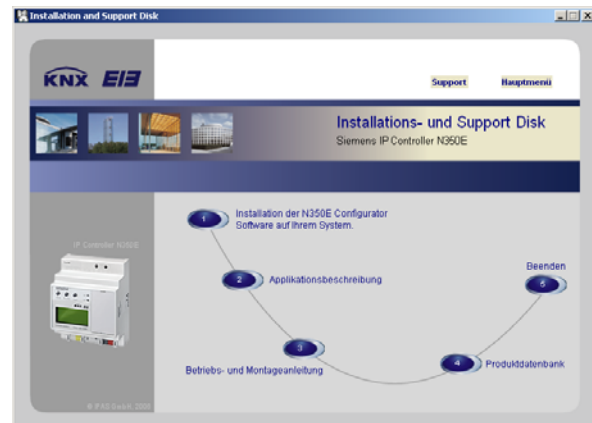 Installation and Support Disk
KNX EIB
Support Hauptmenü
Installations- und Support Disk
Siemens IP Controller N350E
IP Controller N350E
1
Installation der N350E Configurator
Software auf Ihrem System.
2
Applikationsbeschreibung
Beenden
5
3
Betriebs- und Montageanleitung
4
Produktdatenbank